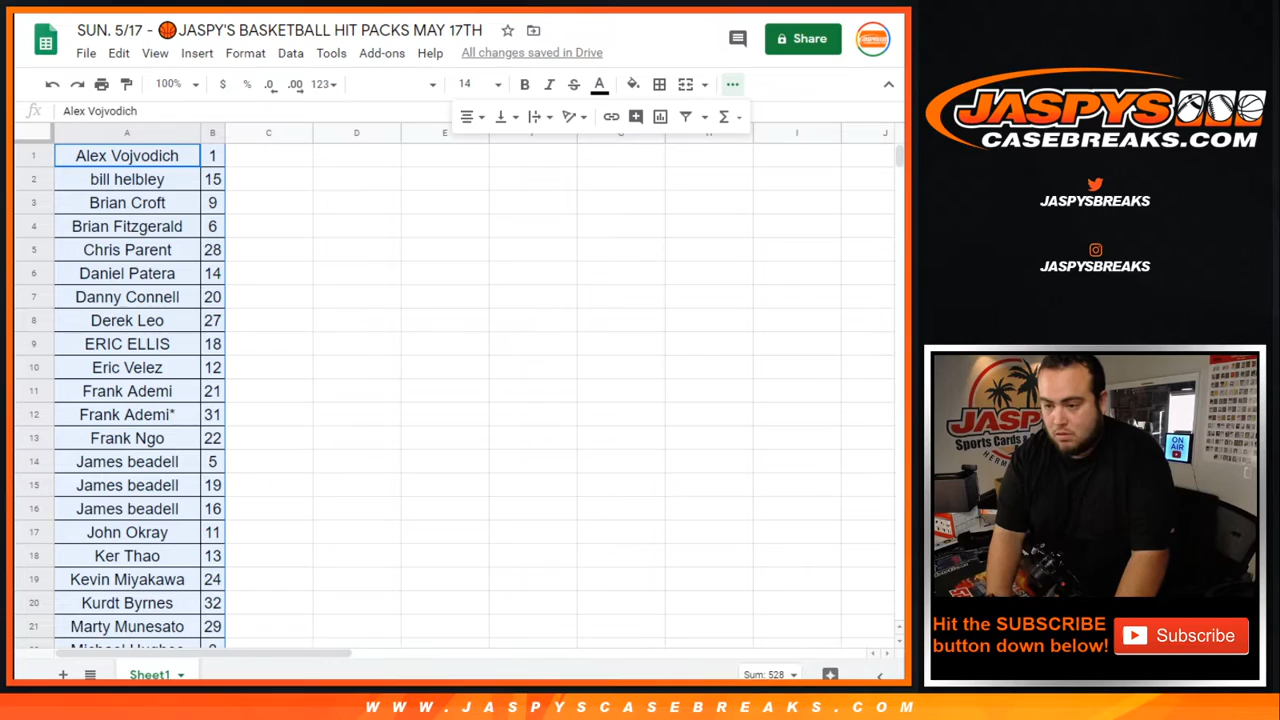 SUN. 5/17 - 🏀JASPY'S BASKETBALL HIT PACKS MAY 17TH
File Edit View Insert Format Data Tools Add-ons Help All changes saved in Drive
Share
100% $ % .0 .00 123 14 B I S A
fx Alex Vojvodich
A B C D E H I J
1 Alex Vojvodich 1
2 bill helbley 15
3 Brian Croft 9
4 Brian Fitzgerald 6
5 Chris Parent 28
6 Daniel Patera 14
7 Danny Connell 20
8 Derek Leo 27
9 ERIC ELLIS 18
10 Eric Velez 12
11 Frank Ademi 21
12 Frank Ademi* 31
13 Frank Ngo 22
14 James beadell 5
15 James beadell 19
16 James beadell 16
17 John Okray 11
18 Ker Thao 13
19 Kevin Miyakawa 24
20 Kurdt Byrnes 32
21 Marty Munesato 29
Sheet1
Sum: 528
JASPYS
CASEBREAKS.COM
JASPYSBREAKS
JASPYSBREAKS
JASPYS
Sports Cards
HERM
ON
AIR
Hit the SUBSCRIBE
button down below!
Subscribe
WWW.JASPYSCASEBREAKS.COM